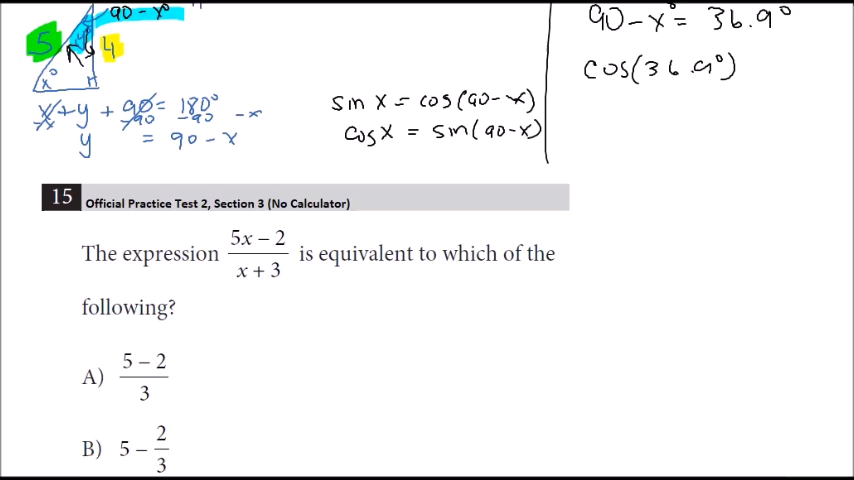 90 - x°
5
y°
4
x°
x + y + 90 = 180°
-x -90 -90 -x
y = 90 - x
sin x = cos(90-x)
cos x = sin(90-x)
90 - x° = 36.9°
cos(36.9°)
15 Official Practice Test 2, Section 3 (No Calculator)
The expression (5x − 2)/(x + 3) is equivalent to which of the
following?
A) (5 − 2)/3
B) 5 − 2/3